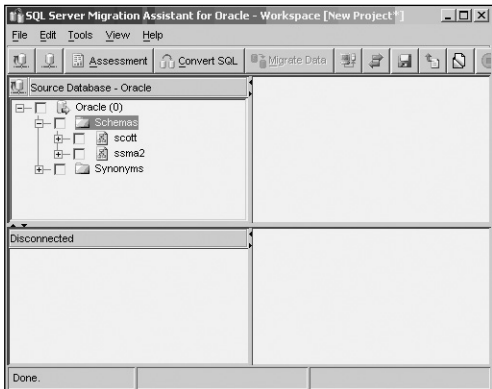 SQL Server Migration Assistant for Oracle - Workspace [New Project*]
File Edit Tools View Help
Assessment Convert SQL Migrate Data
Source Database - Oracle
Oracle (0)
Schemas
scott
ssma2
Synonyms
Disconnected
Done.